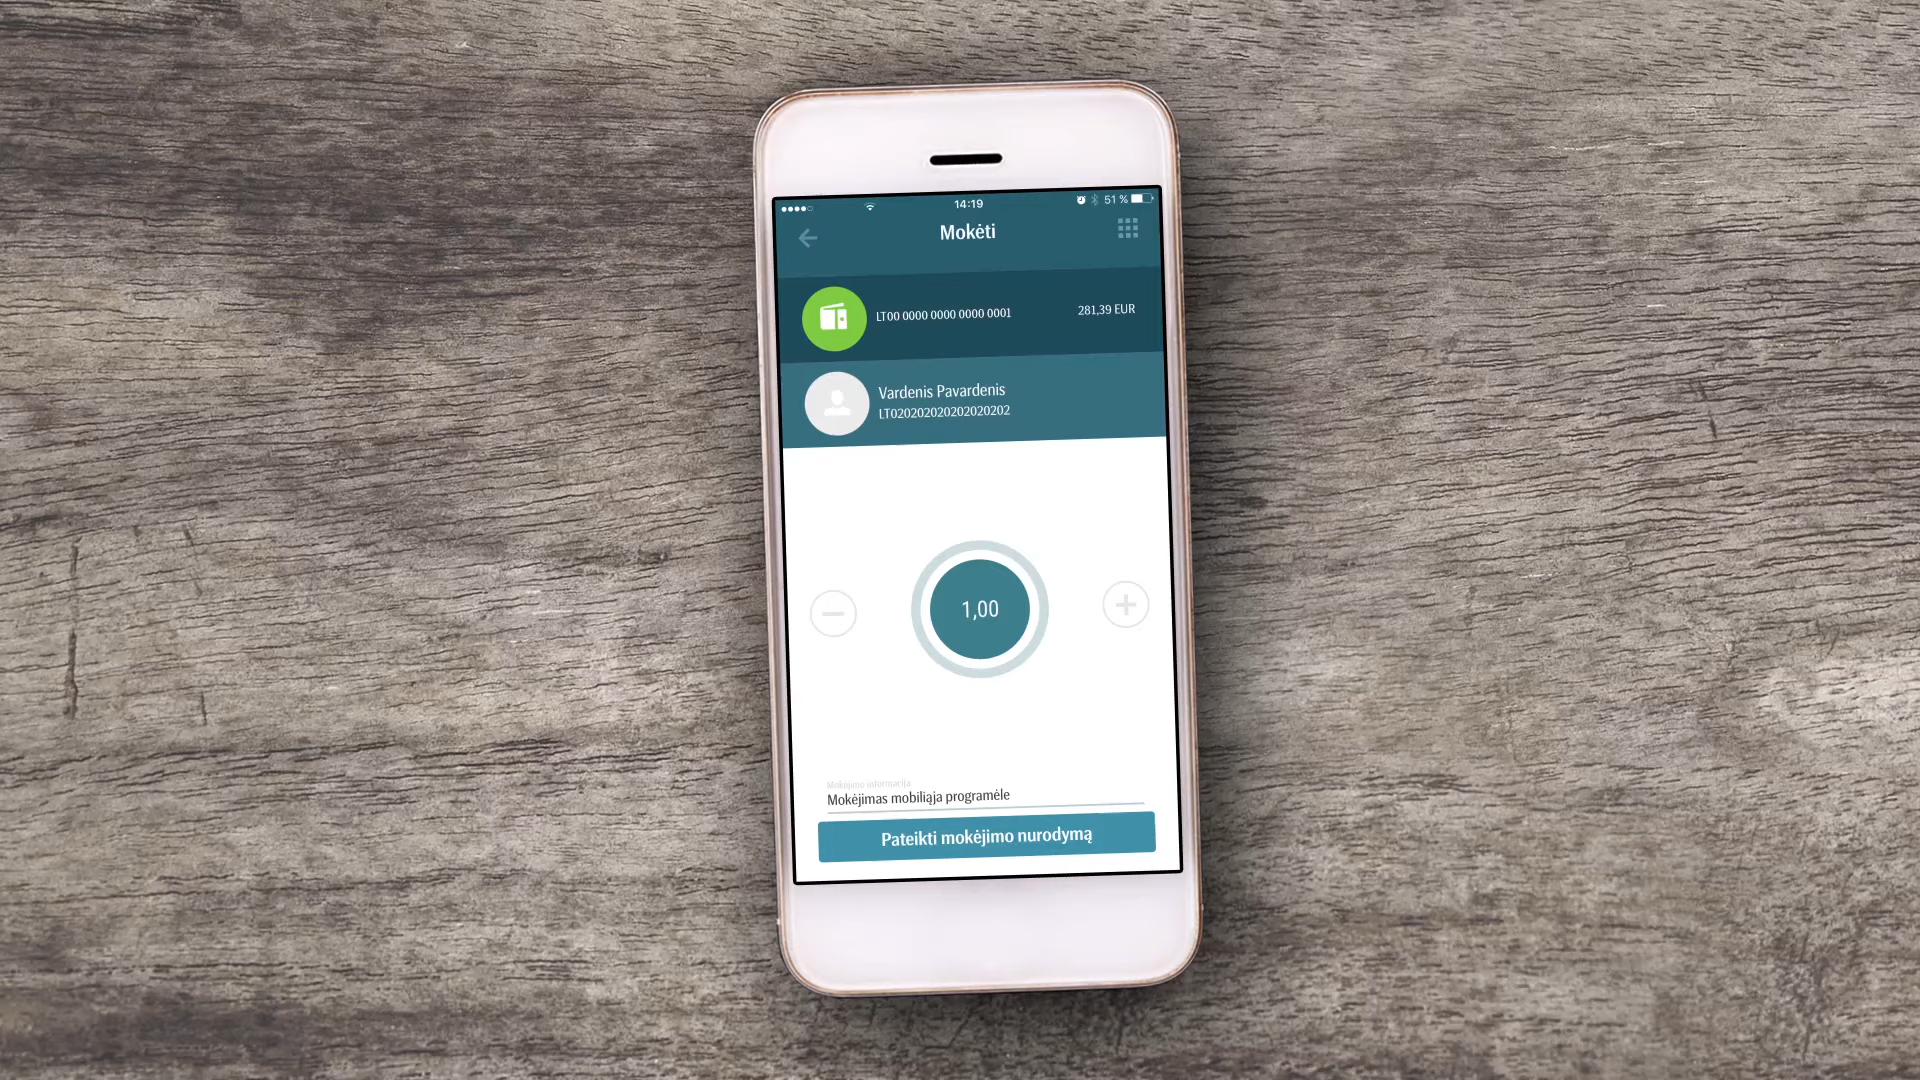 14:19
51 %
Mokėti
LT00 0000 0000 0000 0001
281,39 EUR
Vardenis Pavardenis
LT020202020202020202
1,00
Mokėjimo informacija
Mokėjimas mobiliąja programėle
Pateikti mokėjimo nurodymą